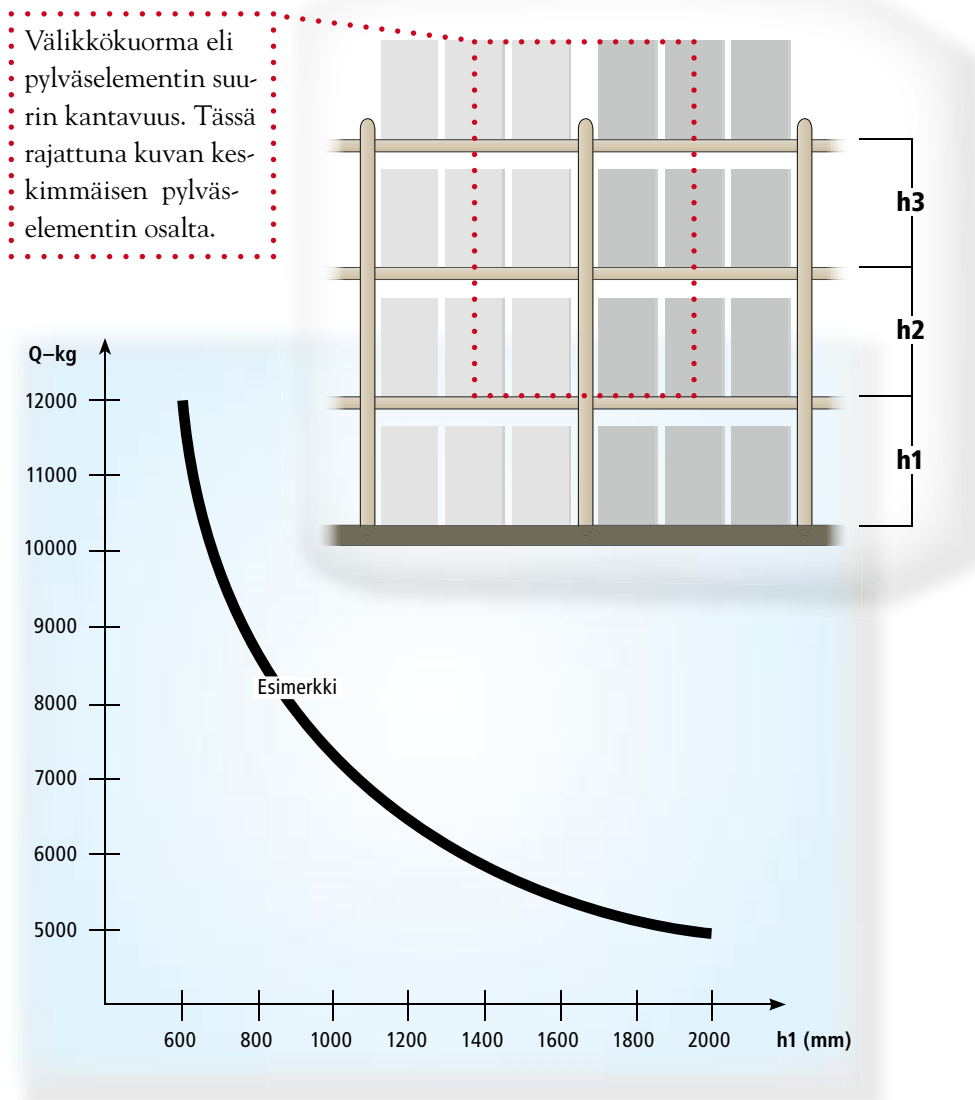 Välikkökuorma eli
pylväselementin suu-
rin kantavuus. Tässä
rajattuna kuvan kes-
kimmäisen pylväs-
elementin osalta.
h3
h2
h1
Q–kg
12000
11000
10000
9000
8000
7000
6000
5000
Esimerkki
600 800 1000 1200 1400 1600 1800 2000 h1 (mm)